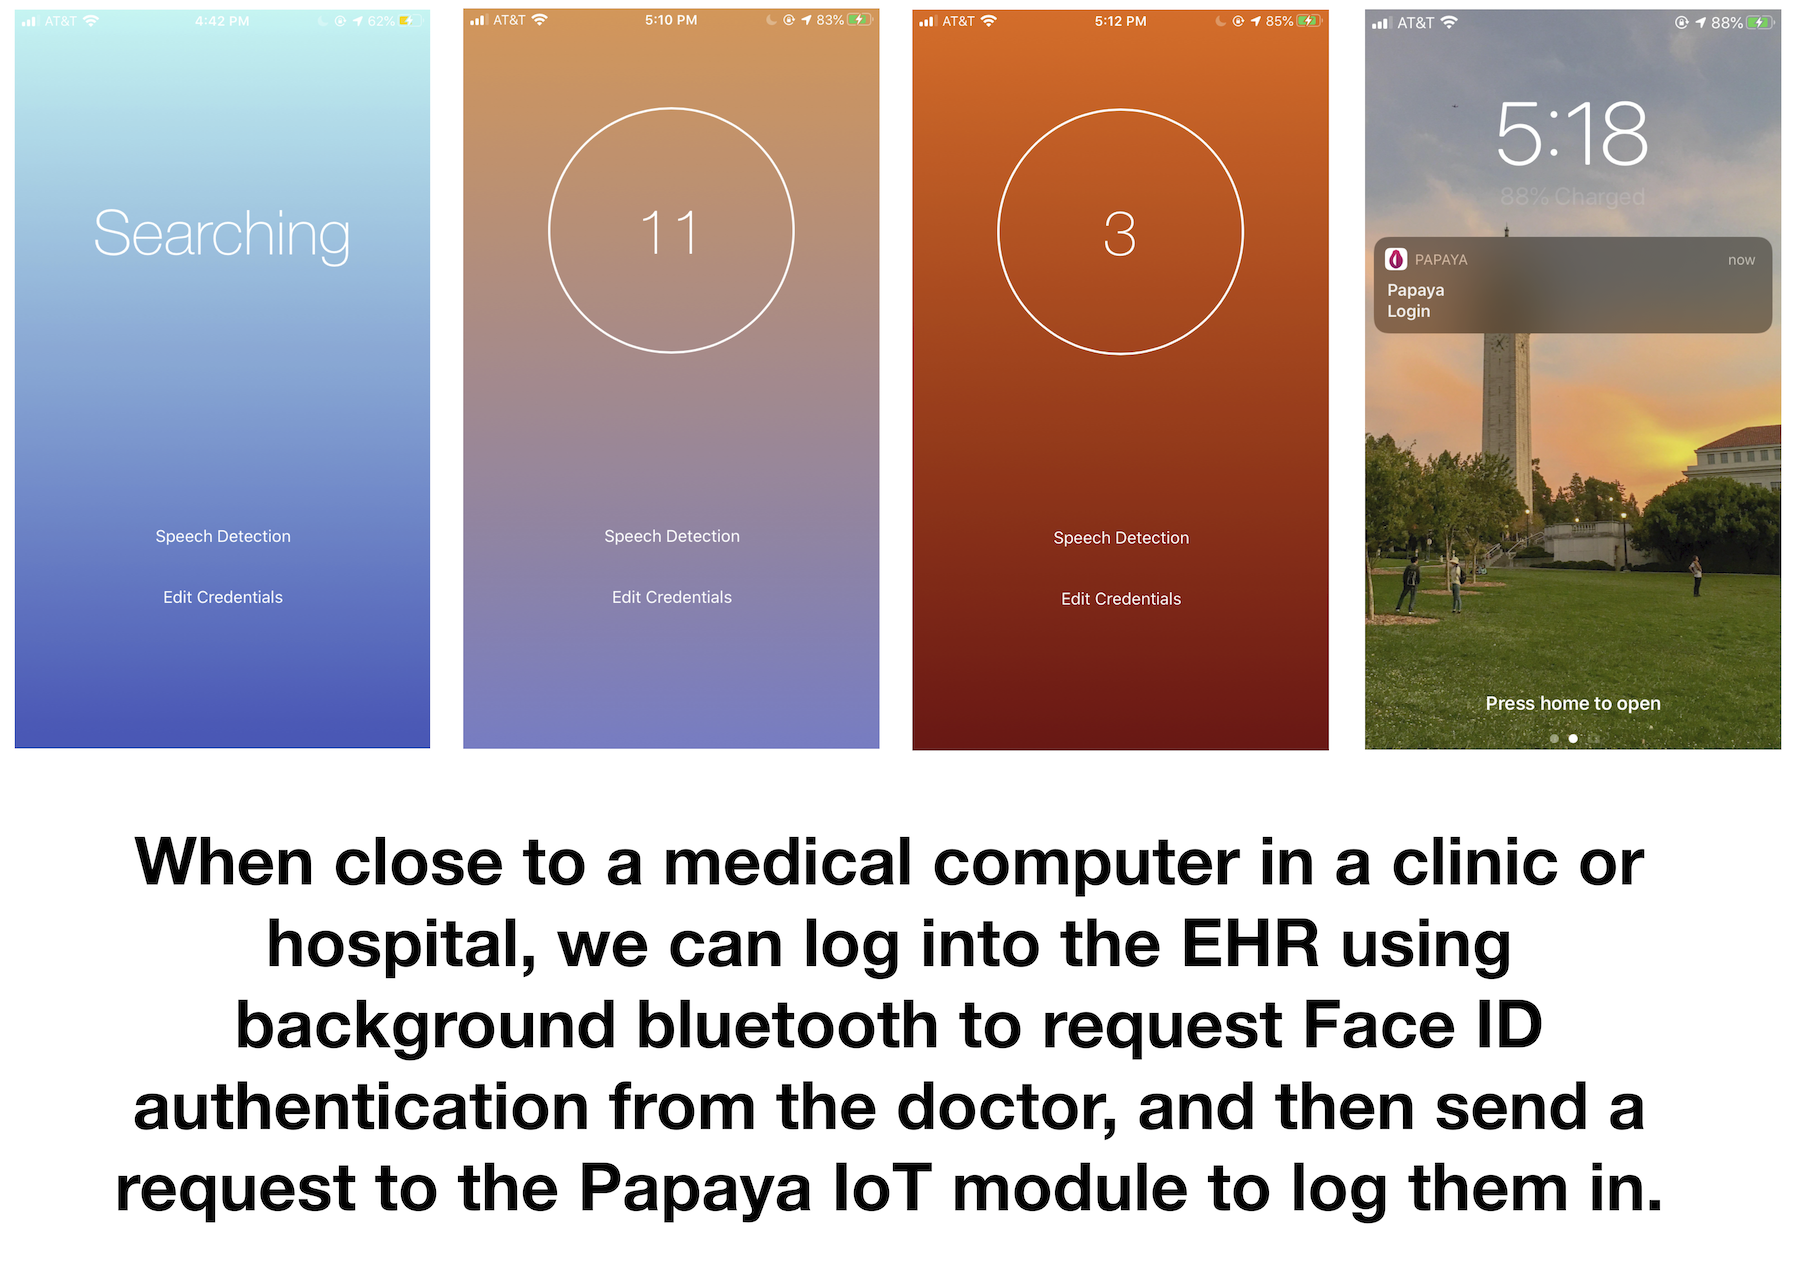 AT&T 4:42 PM 62%
Searching
Speech Detection
Edit Credentials
AT&T 5:10 PM 83%
11
Speech Detection
Edit Credentials
AT&T 5:12 PM 85%
3
Speech Detection
Edit Credentials
AT&T 88%
5:18
88% Charged
PAPAYA now
Papaya
Login
Press home to open
When close to a medical computer in a clinic or
hospital, we can log into the EHR using
background bluetooth to request Face ID
authentication from the doctor, and then send a
request to the Papaya IoT module to log them in.